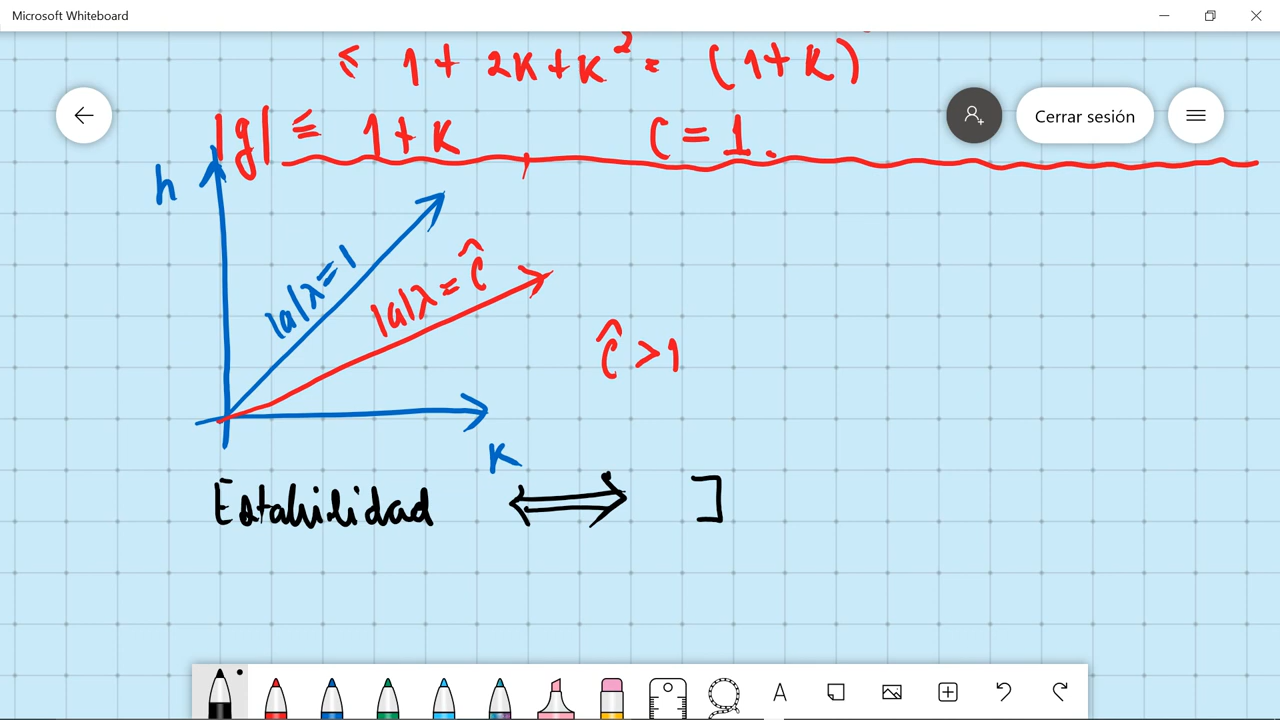 Microsoft Whiteboard
≤ 1 + 2K + K² = (1 + K)
Cerrar sesión
|g| ≤ 1 + K , C = 1.
h
|a|λ = 1
|a|λ = Ĉ
Ĉ > 1
K
Estabilidad ⟺ ∃
A